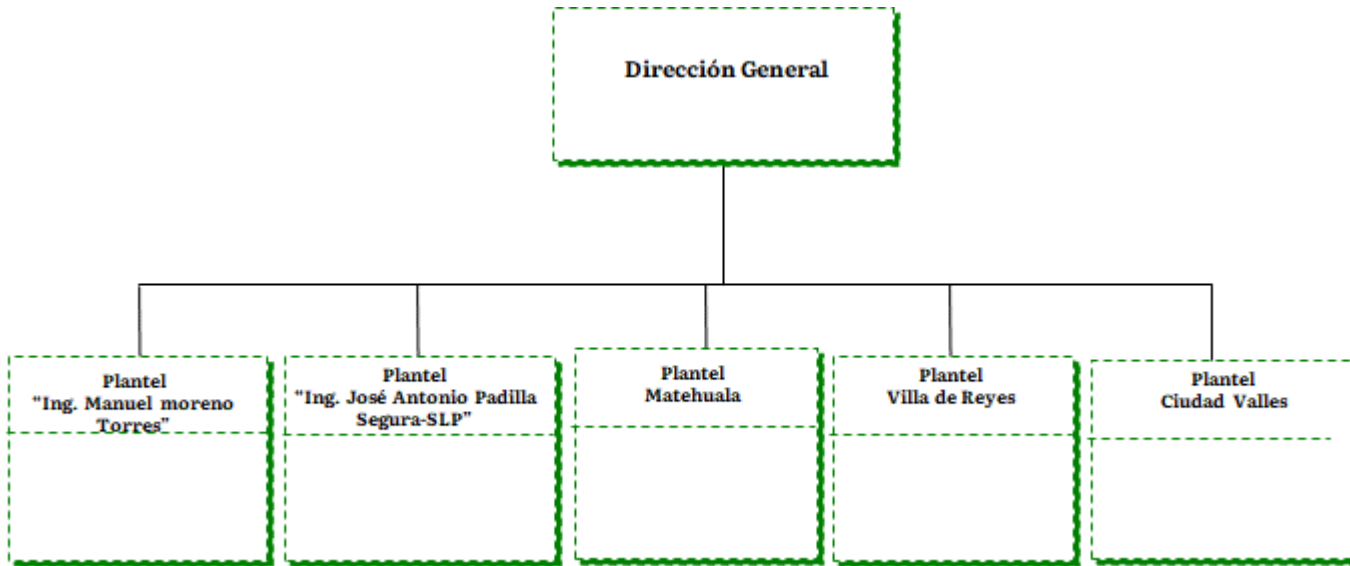 Dirección General
Plantel
“Ing. Manuel moreno
Torres”
Plantel
“Ing. José Antonio Padilla
Segura-SLP”
Plantel
Matehuala
Plantel
Villa de Reyes
Plantel
Ciudad Valles